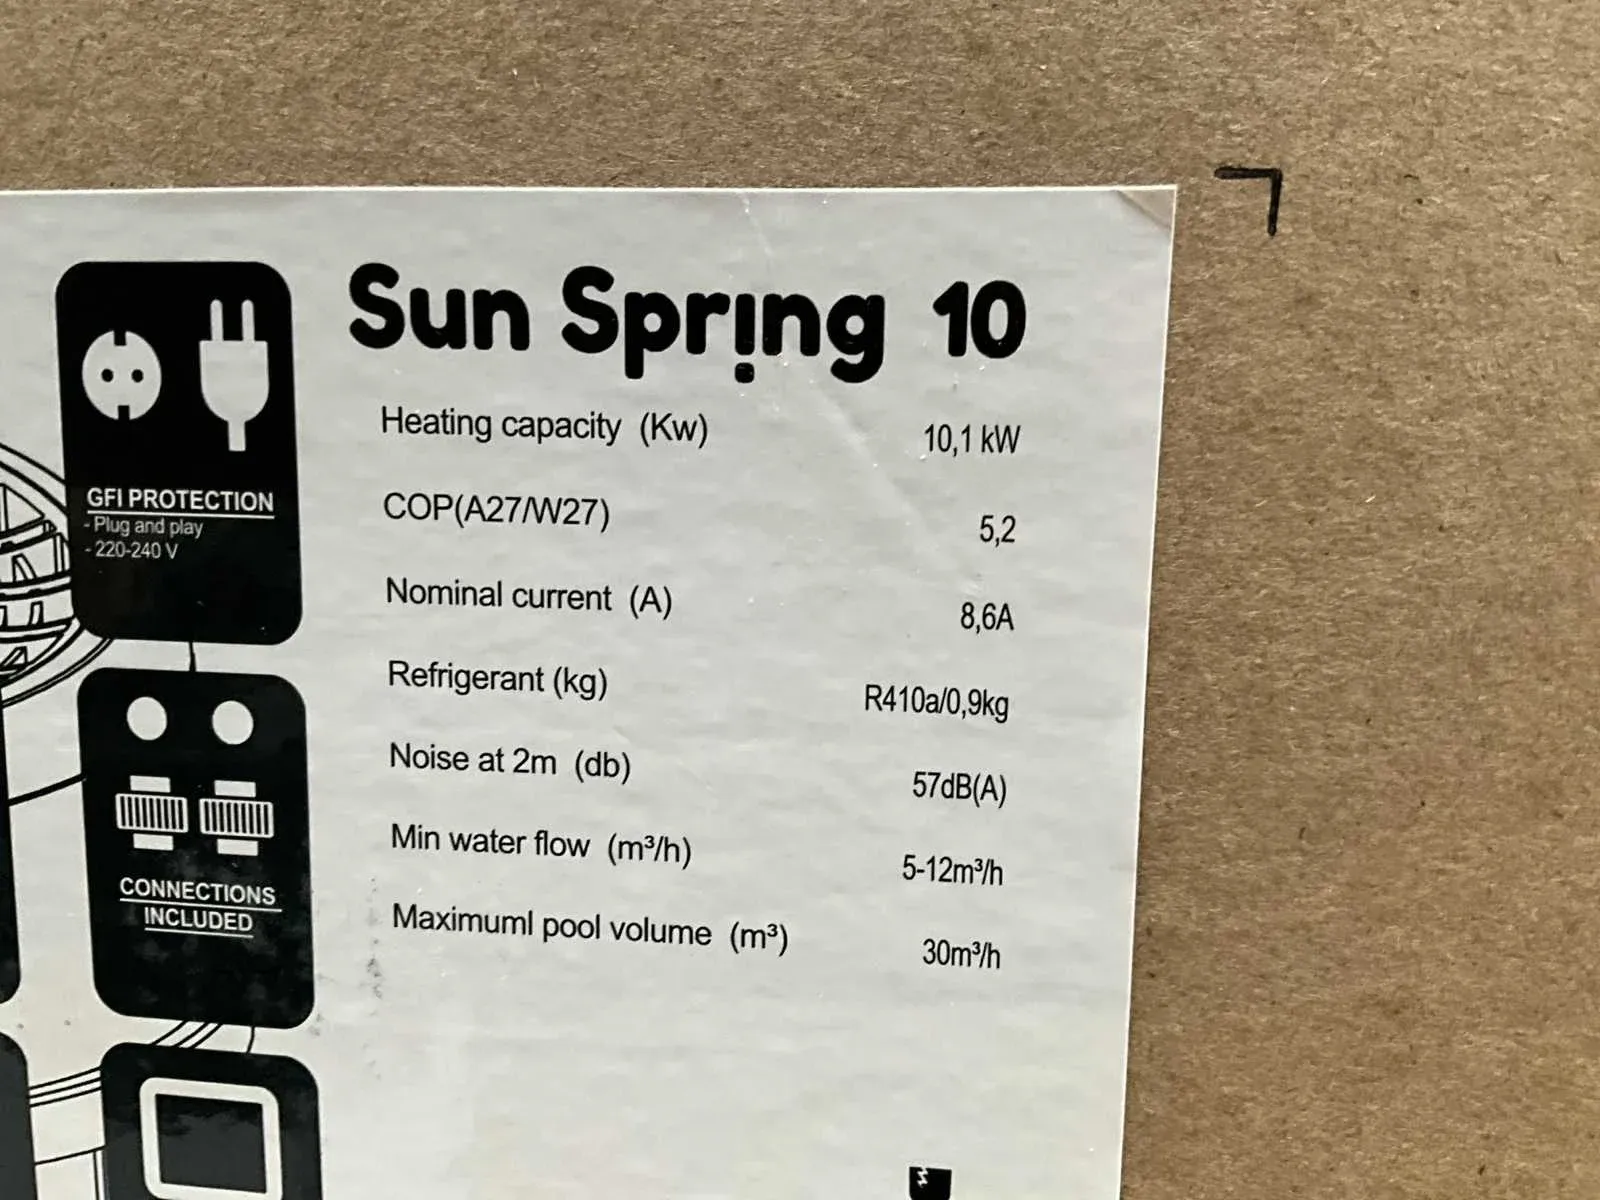 Sun Spring 10
Heating capacity (Kw) 10,1 kW
COP(A27/W27) 5,2
Nominal current (A) 8,6A
Refrigerant (kg) R410a/0,9kg
Noise at 2m (db) 57dB(A)
Min water flow (m³/h) 5-12m³/h
Maximuml pool volume (m³) 30m³/h
GFI PROTECTION
- Plug and play
- 220-240 V
CONNECTIONS
INCLUDED